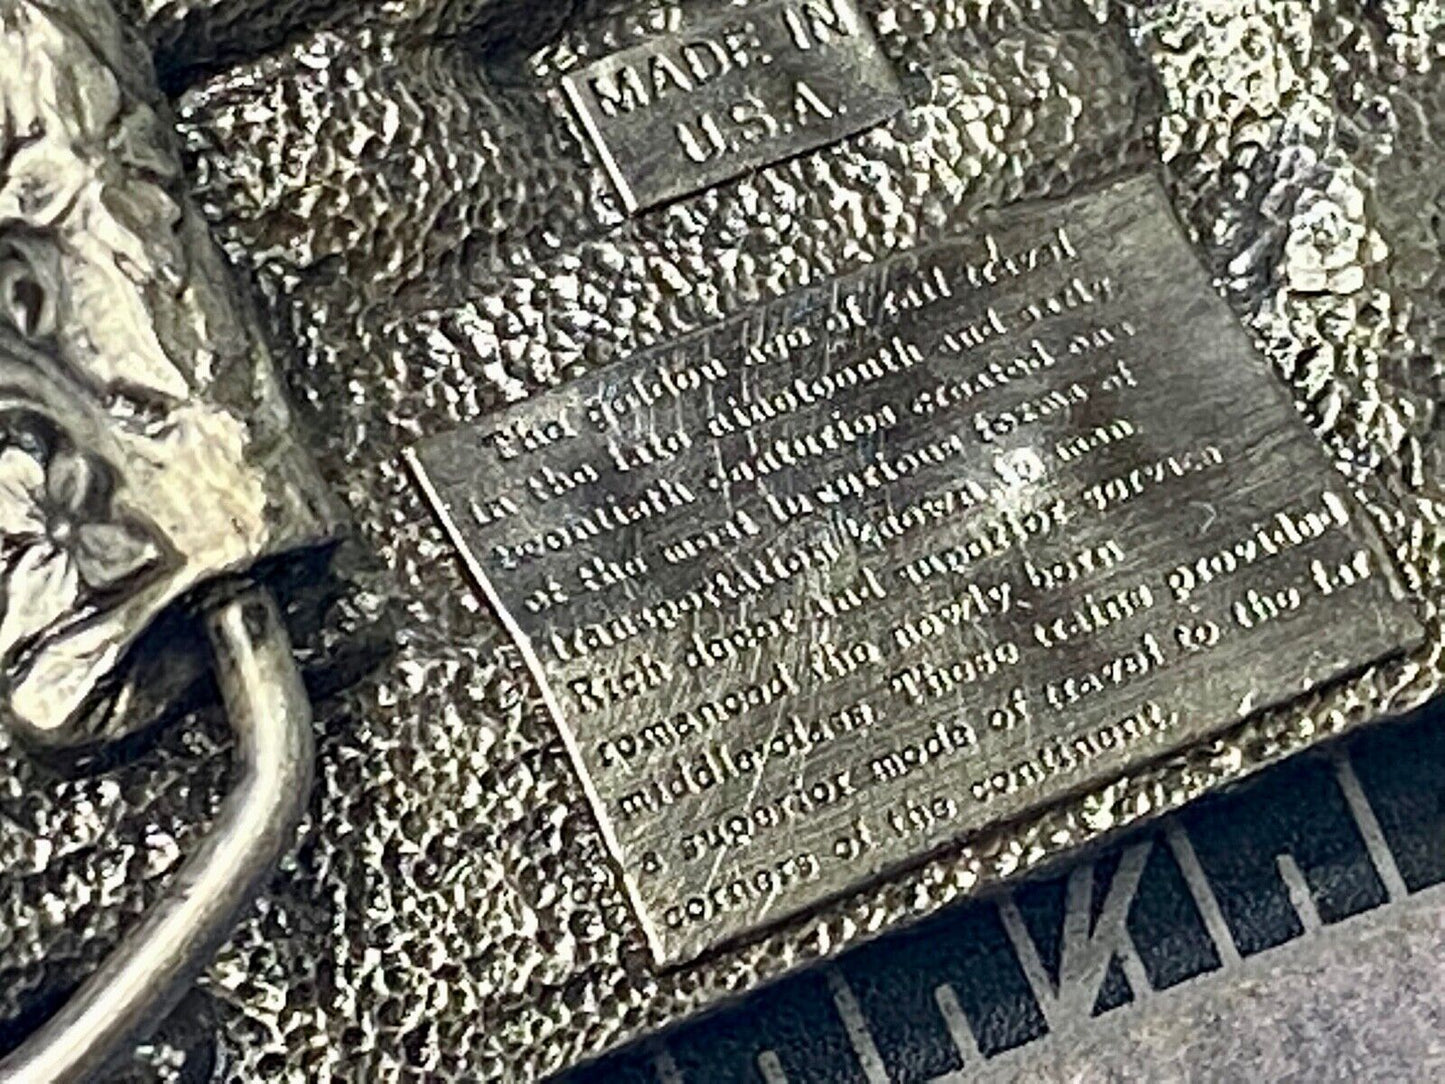 MADE IN
U.S.A.
The golden age of rail travel
in the late nineteenth and early
twentieth centuries created one
of the most luxurious forms of
transportation known to man.
Rich decor and superior service
romanced the newly born
middle-class. These trains provided
a superior mode of travel to the far
corners of the continent.